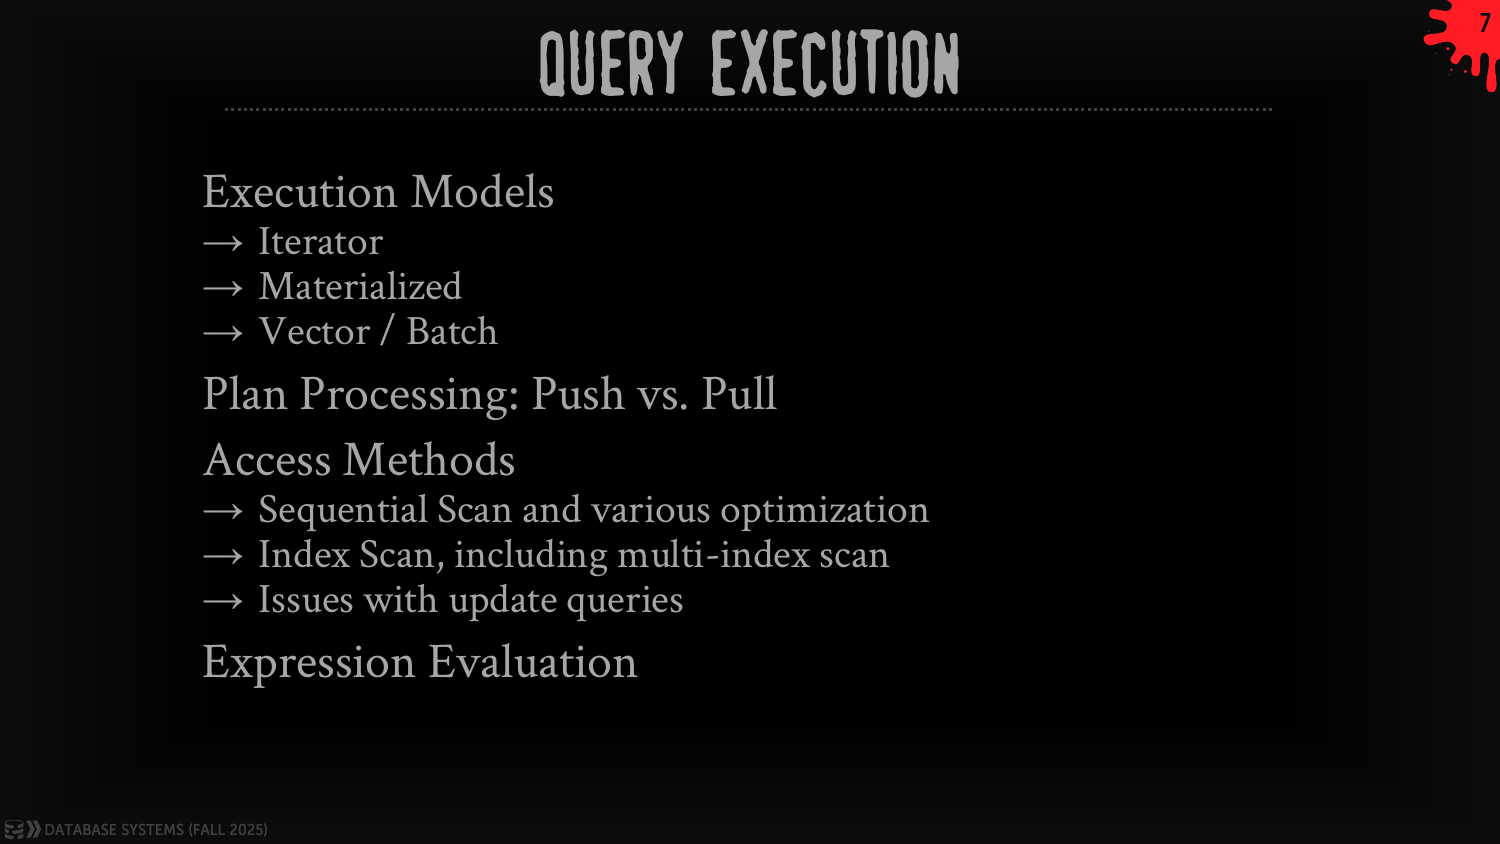 7
QUERY EXECUTION
Execution Models
→ Iterator
→ Materialized
→ Vector / Batch
Plan Processing: Push vs. Pull
Access Methods
→ Sequential Scan and various optimization
→ Index Scan, including multi-index scan
→ Issues with update queries
Expression Evaluation
DATABASE SYSTEMS (FALL 2025)